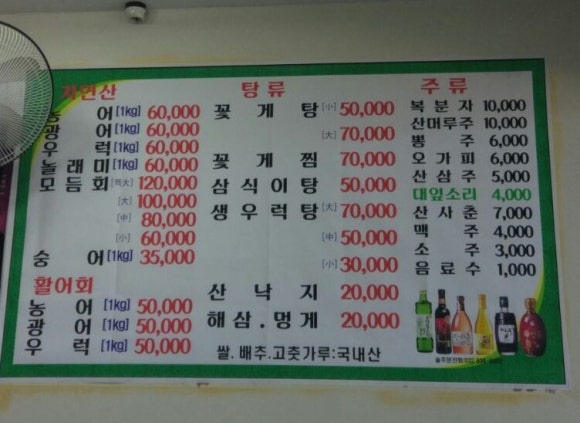 자연산
농 어 [1kg] 60,000
광 어 [1kg] 60,000
우 럭 [1kg] 60,000
놀래미 [1kg] 60,000
모듬회 [특大] 120,000
[大] 100,000
[中] 80,000
[小] 60,000
숭 어 [1kg] 35,000
활어회
농 어 [1kg] 50,000
광 어 [1kg] 50,000
우 럭 [1kg] 50,000
탕류
꽃 게 탕 [小] 50,000
[大] 70,000
꽃 게 찜 70,000
삼식이탕 50,000
생우럭탕 [大] 70,000
[中] 50,000
[小] 30,000
산 낙 지 20,000
해삼.멍게 20,000
쌀. 배추.고춧가루:국내산
주류
복 분 자 10,000
산머루주 10,000
뽕 주 6,000
오 가 피 6,000
산 삼 주 5,000
대잎소리 4,000
산 사 춘 7,000
맥 주 4,000
소 주 3,000
음 료 수 1,000